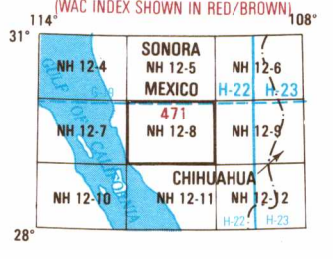 (WAC INDEX SHOWN IN RED/BROWN)
114° 108°
31°
SONORA
NH 12-4 NH 12-5 NH 12-6
MEXICO H-22 H-23
471
NH 12-7 NH 12-8 NH 12-9
GULF OF CALIFORNIA
CHIHUAHUA
NH 12-10 NH 12-11 NH 12-12
H-22 H-23
28°